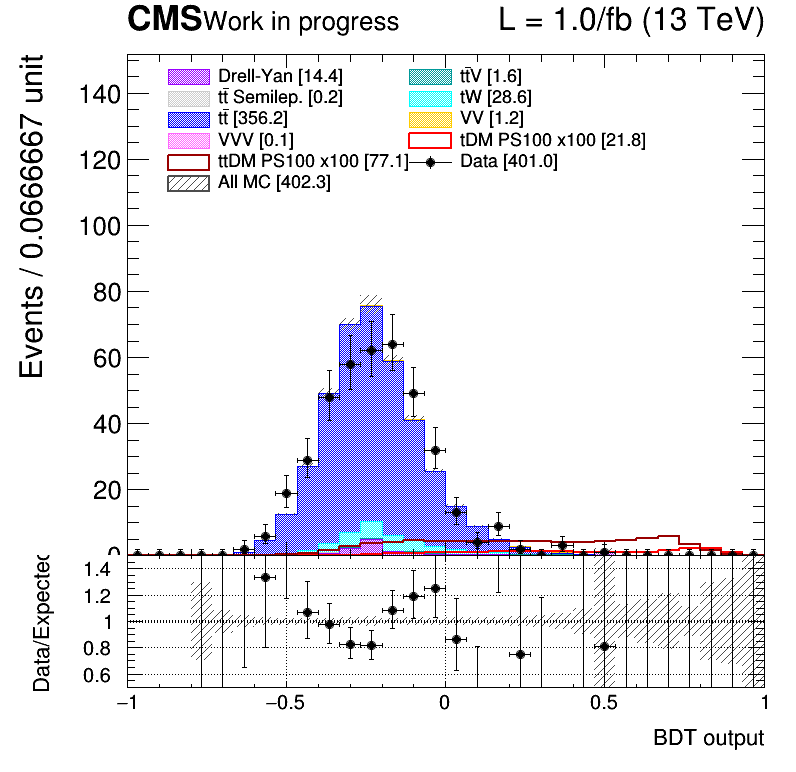 CMS Work in progress L = 1.0/fb (13 TeV)
Events / 0.0666667 unit
140
120
100
80
60
40
20
0
Drell-Yan [14.4] tt̄V [1.6]
tt̄ Semilep. [0.2] tW [28.6]
tt̄ [356.2] VV [1.2]
VVV [0.1] tDM PS100 x100 [21.8]
ttDM PS100 x100 [77.1] Data [401.0]
All MC [402.3]
Data/Expected
1.4
1.2
1
0.8
0.6
−1 −0.5 0 0.5 1
BDT output